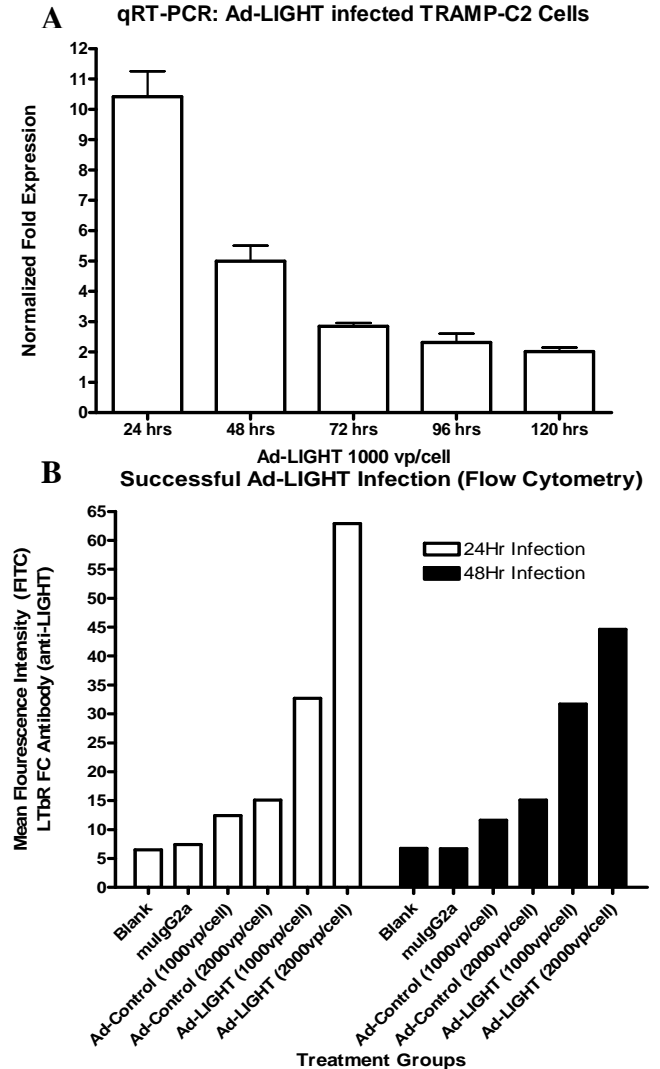 A
qRT-PCR: Ad-LIGHT infected TRAMP-C2 Cells
Normalized Fold Expression
12
11
10
9
8
7
6
5
4
3
2
1
0
24 hrs 48 hrs 72 hrs 96 hrs 120 hrs
Ad-LIGHT 1000 vp/cell
B
Successful Ad-LIGHT Infection (Flow Cytometry)
Mean Flourescence Intensity (FITC)
LTbR FC Antibody (anti-LIGHT)
65
60
55
50
45
40
35
30
25
20
15
10
5
0
24Hr Infection
48Hr Infection
Blank
muIgG2a
Ad-Control (1000vp/cell)
Ad-Control (2000vp/cell)
Ad-LIGHT (1000vp/cell)
Ad-LIGHT (2000vp/cell)
Blank
muIgG2a
Ad-Control (1000vp/cell)
Ad-Control (2000vp/cell)
Ad-LIGHT (1000vp/cell)
Ad-LIGHT (2000vp/cell)
Treatment Groups